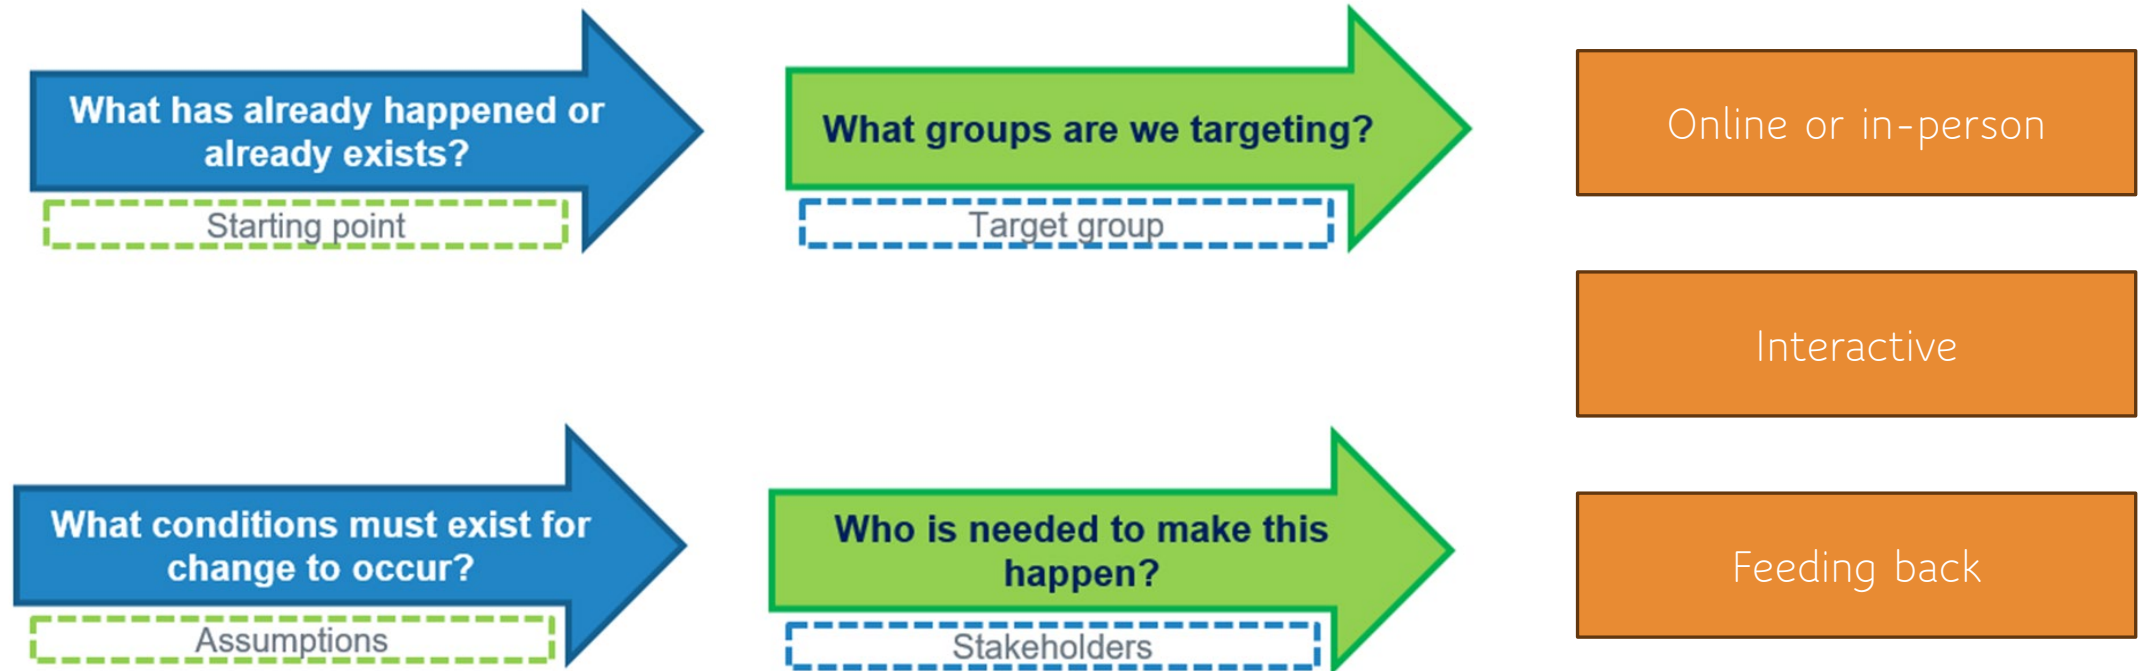 What has already happened or
already exists?
Starting point
What groups are we targeting?
Target group
Online or in-person
Interactive
What conditions must exist for
change to occur?
Assumptions
Who is needed to make this
happen?
Stakeholders
Feeding back